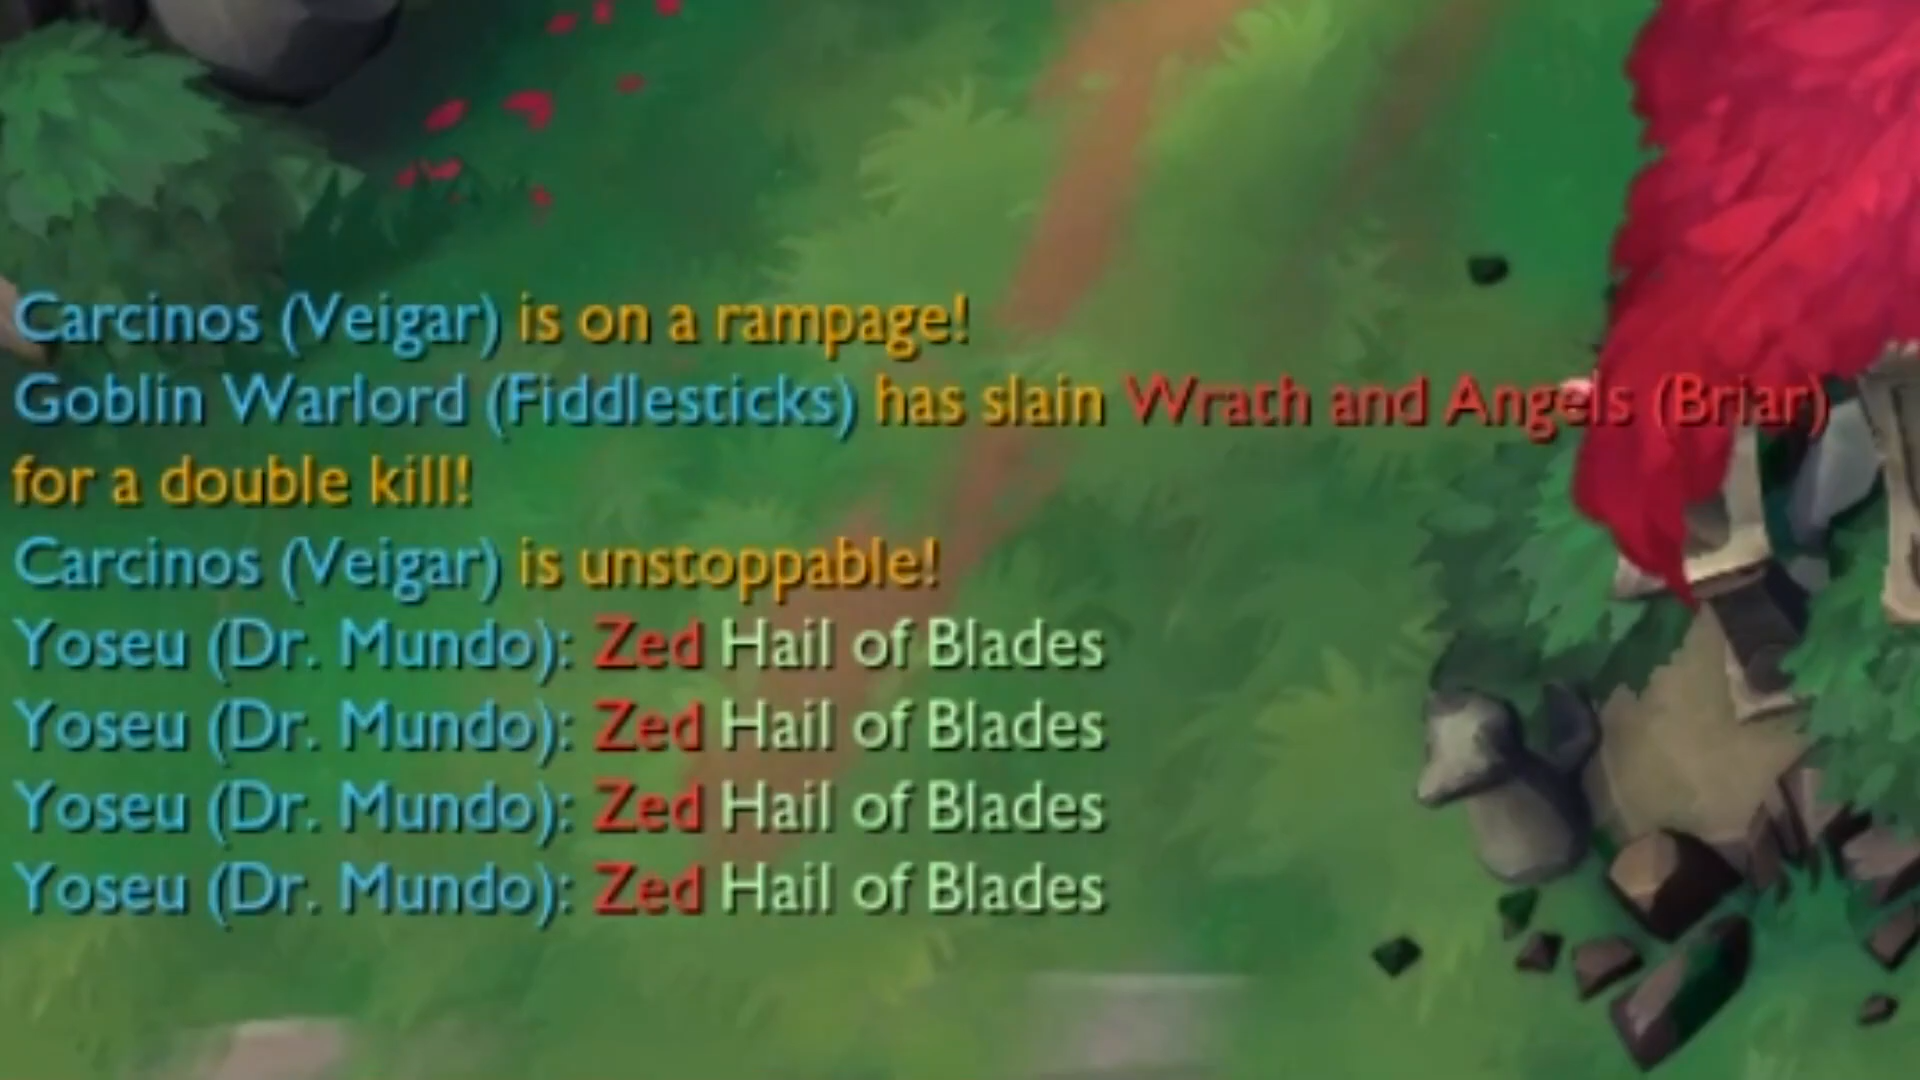 Carcinos (Veigar) is on a rampage!
Goblin Warlord (Fiddlesticks) has slain Wrath and Angels (Briar)
for a double kill!
Carcinos (Veigar) is unstoppable!
Yoseu (Dr. Mundo): Zed Hail of Blades
Yoseu (Dr. Mundo): Zed Hail of Blades
Yoseu (Dr. Mundo): Zed Hail of Blades
Yoseu (Dr. Mundo): Zed Hail of Blades